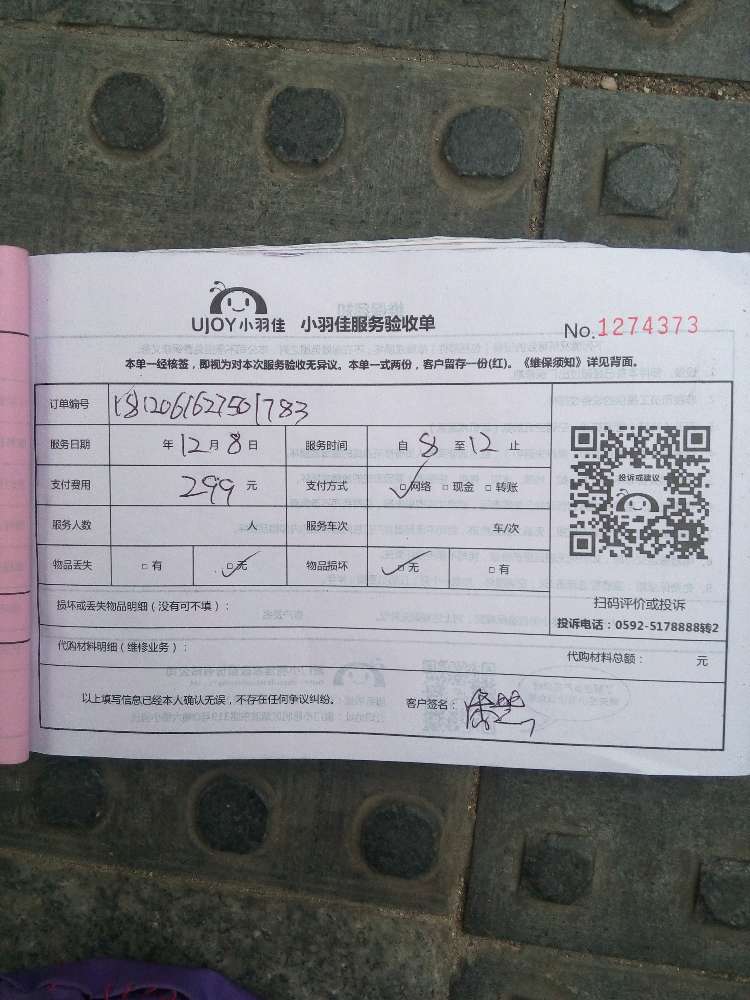 UJOY小羽佳 小羽佳服务验收单
No.1274373
本单一经核签，即视为对本次服务验收无异议。本单一式两份，客户留存一份(红)。《维保须知》详见背面。
订单编号 1812061627501783
服务日期 年 12 月 8 日 服务时间 自 8 至 12 止
支付费用 299 元 支付方式 ☑网络 □现金 □转账
服务人数 人 服务车次 车/次
物品丢失 □有 ☑无 物品损坏 ☑无 □有
投诉或建议
扫码评价或投诉
投诉电话：0592-5178888转2
损坏或丢失物品明细（没有可不填）：
代购材料明细（维修业务）： 代购材料总额： 元
以上填写信息已经本人确认无误，不存在任何争议纠纷。 客户签名：